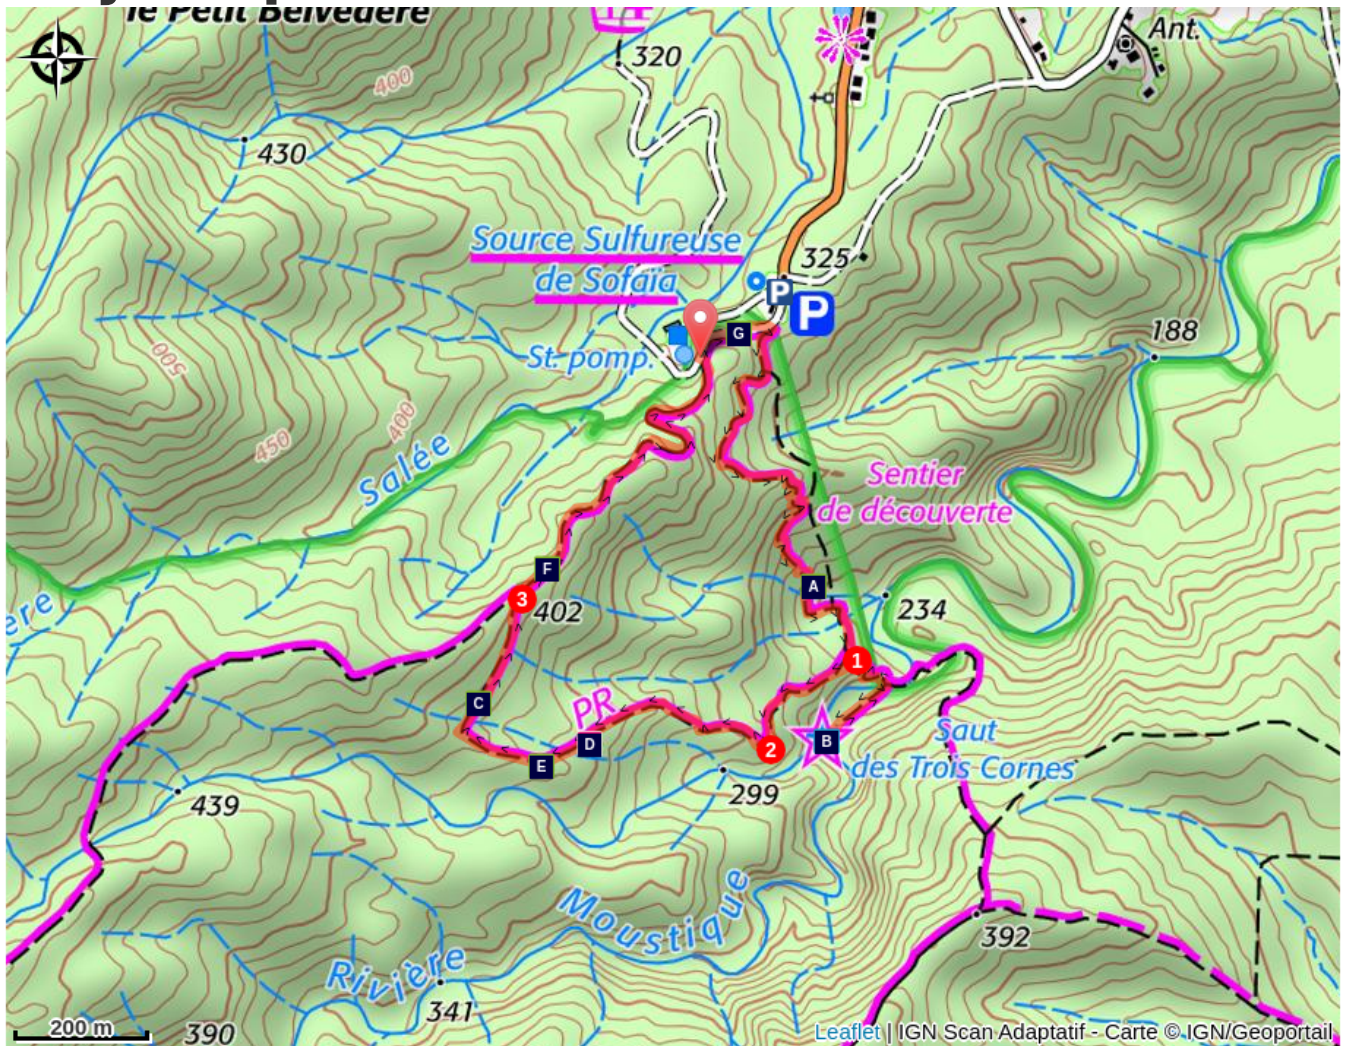 le Petit Belvédère
320
Ant.
400
430
Source Sulfureuse
de Sofaïa
325
P
P
G
188
St. pomp.
500
400
450
Salée
Sentier
de découverte
F
A
3
402
234
ere
1
C
PR
D
2
B
Saut
E
des Trois Cornes
439
299
Moustique
392
Rivière
341
200 m
390
Leaflet | IGN Scan Adaptatif - Carte © IGN/Geoportail